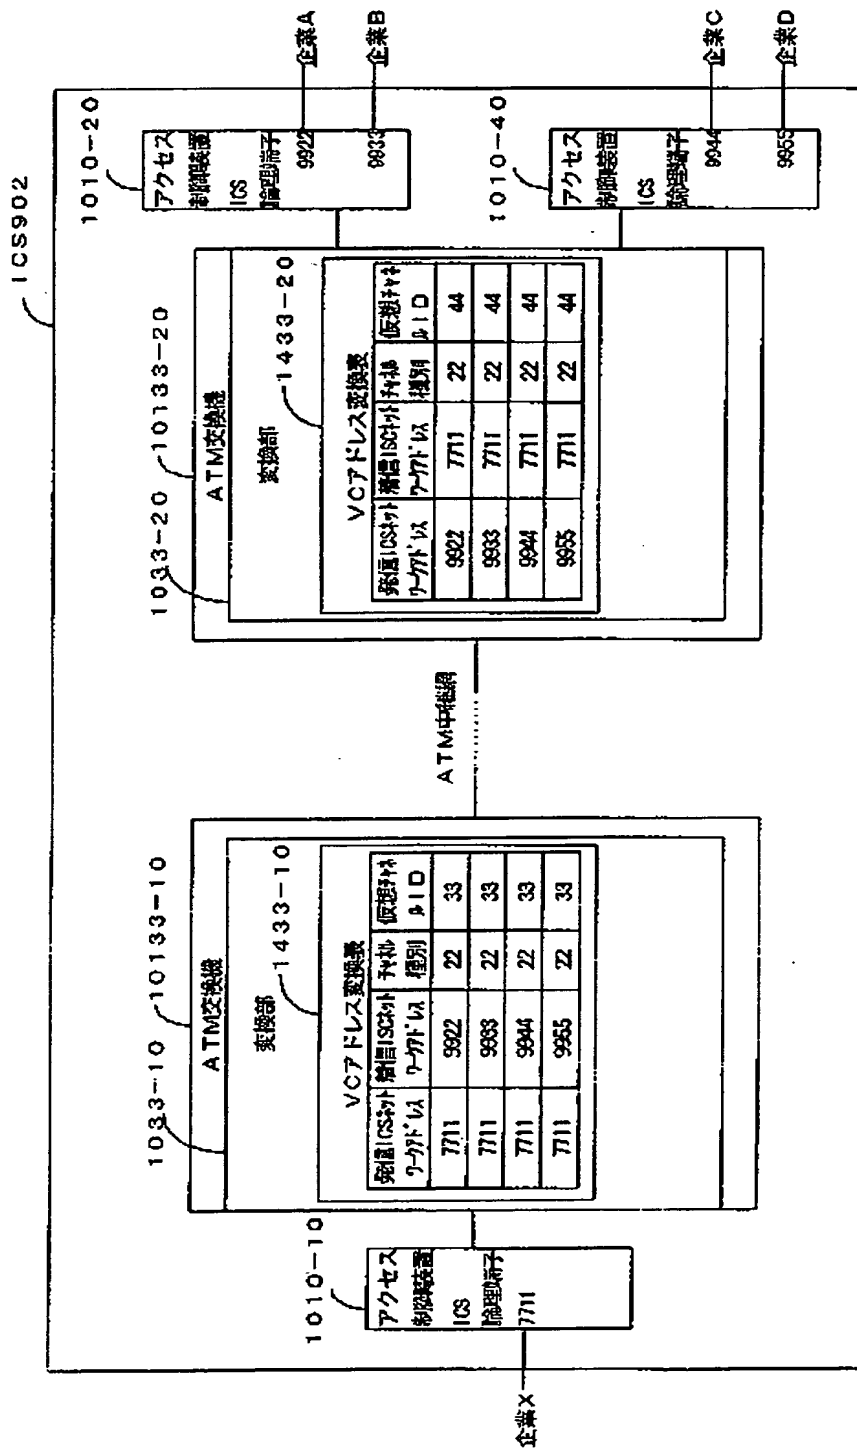 ICS902
1010-10
アクセス
制御装置
ICS
論理端子
7711
企業X
1033-10
10133-10
ATM交換機
変換部
1433-10
VCアドレス変換表
発信ICSネットワークアドレス 着信ISCネットワークアドレス チャネル種別 仮想チャネルID
7711 9922 22 33
7711 9933 22 33
7711 9944 22 33
7711 9955 22 33
ATM中継網
1033-20
10133-20
ATM交換機
変換部
1433-20
VCアドレス変換表
発信ICSネットワークアドレス 着信ISCネットワークアドレス チャネル種別 仮想チャネルID
9922 7711 22 44
9933 7711 22 44
9944 7711 22 44
9955 7711 22 44
1010-20
アクセス
制御装置
ICS
論理端子
9922
企業A
9933
企業B
1010-40
アクセス
制御装置
ICS
論理端子
9944
企業C
9955
企業D